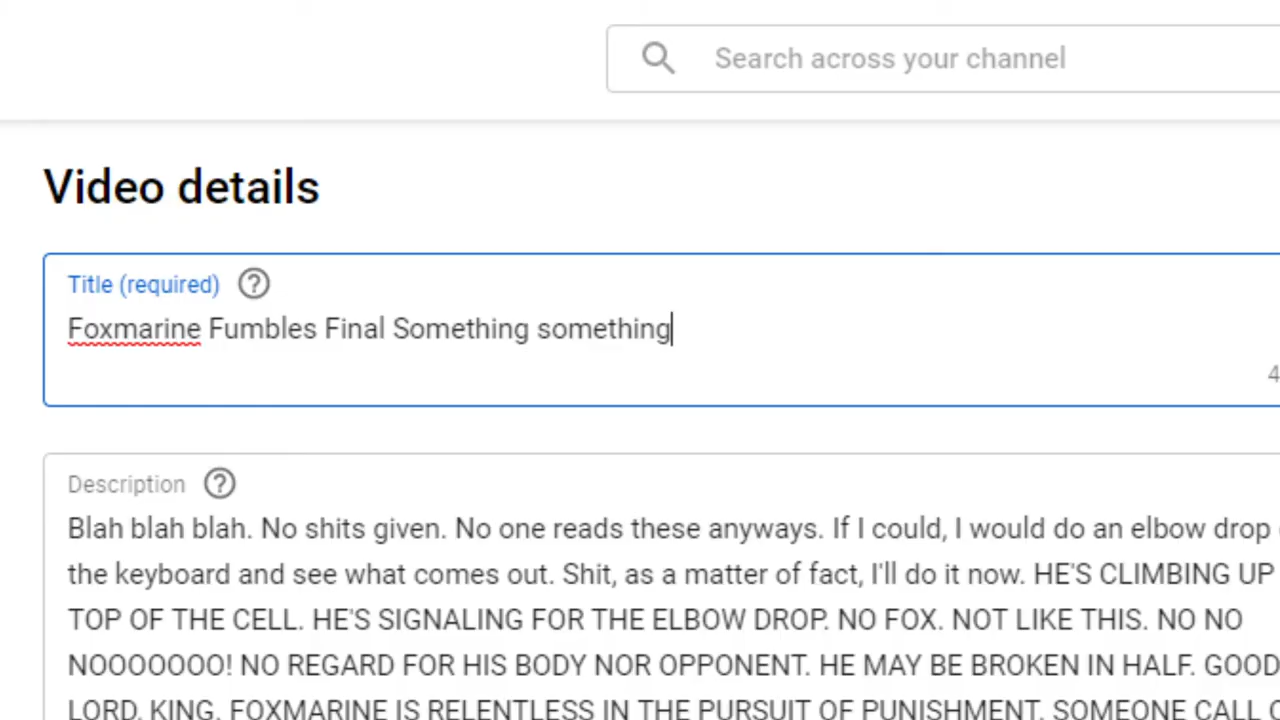 Search across your channel
Video details
Title (required)
Foxmarine Fumbles Final Something something
4
Description
Blah blah blah. No shits given. No one reads these anyways. If I could, I would do an elbow drop
the keyboard and see what comes out. Shit, as a matter of fact, I'll do it now. HE'S CLIMBING UP
TOP OF THE CELL. HE'S SIGNALING FOR THE ELBOW DROP. NO FOX. NOT LIKE THIS. NO NO
NOOOOOOO! NO REGARD FOR HIS BODY NOR OPPONENT. HE MAY BE BROKEN IN HALF. GOOD
LORD. KING. FOXMARINE IS RELENTLESS IN THE PURSUIT OF PUNISHMENT. SOMEONE CALL